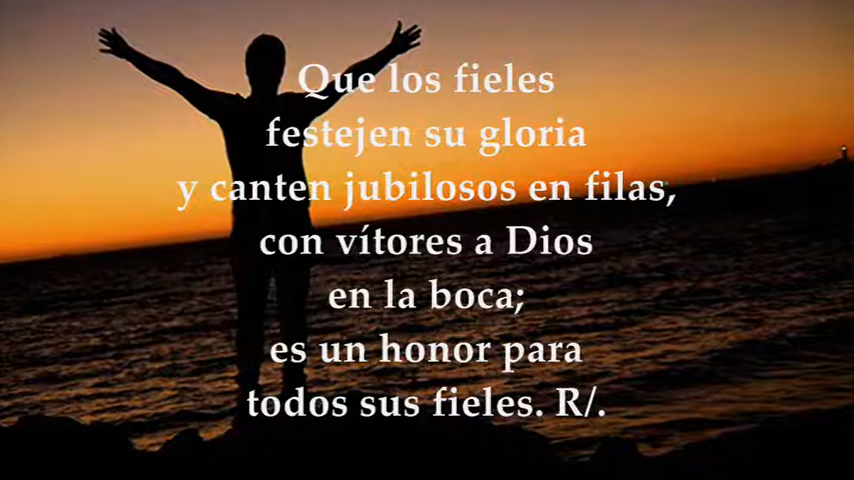 Que los fieles
festejen su gloria
y canten jubilosos en filas,
con vítores a Dios
en la boca;
es un honor para
todos sus fieles. R/.